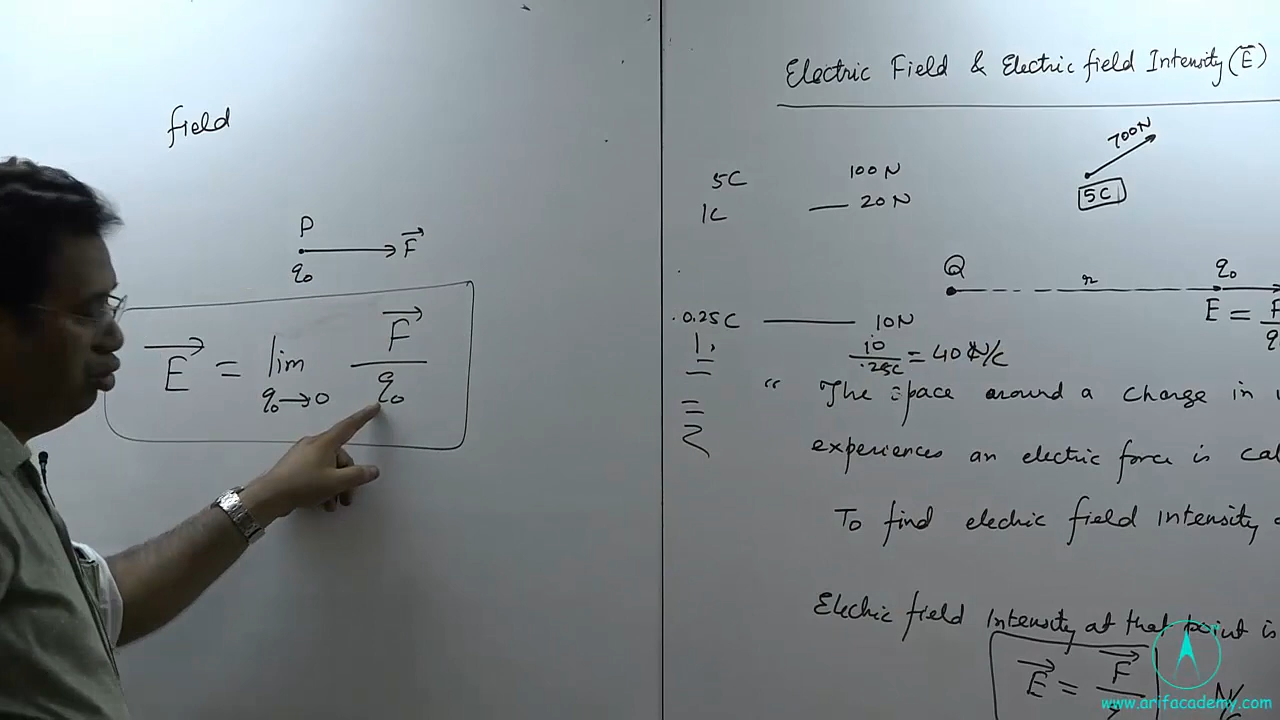 field
P
q₀
F⃗
E⃗ = lim q₀→0 F⃗/q₀
Electric Field & Electric field Intensity (E⃗)
5C 100N
1C — 20N
700N
5C
Q r q₀
E = F/q
0.25C — 10N
10/.25C = 40 N/C
" The space around a charge in
experiences an electric force is cal
To find electric field intensity
Electric field Intensity at that point is
E⃗ = F⃗ N/C
www.arifacademy.com